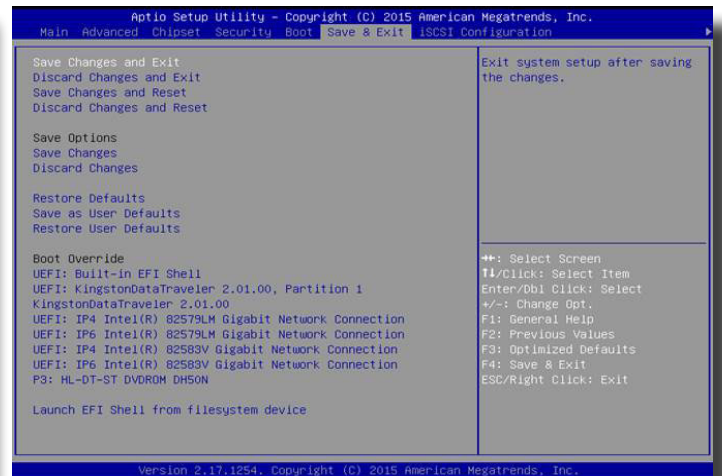 Aptio Setup Utility – Copyright (C) 2015 American Megatrends, Inc.
Main Advanced Chipset Security Boot Save & Exit iSCSI Configuration
Save Changes and Exit
Discard Changes and Exit
Save Changes and Reset
Discard Changes and Reset
Save Options
Save Changes
Discard Changes
Restore Defaults
Save as User Defaults
Restore User Defaults
Boot Override
UEFI: Built-in EFI Shell
UEFI: KingstonDataTraveler 2.01.00, Partition 1
KingstonDataTraveler 2.01.00
UEFI: IP4 Intel(R) 82579LM Gigabit Network Connection
UEFI: IP6 Intel(R) 82579LM Gigabit Network Connection
UEFI: IP4 Intel(R) 82583V Gigabit Network Connection
UEFI: IP6 Intel(R) 82583V Gigabit Network Connection
P3: HL-DT-ST DVDROM DH50N
Launch EFI Shell from filesystem device
Exit system setup after saving
the changes.
→←: Select Screen
↑↓/Click: Select Item
Enter/Dbl Click: Select
+/-: Change Opt.
F1: General Help
F2: Previous Values
F3: Optimized Defaults
F4: Save & Exit
ESC/Right Click: Exit
Version 2.17.1254. Copyright (C) 2015 American Megatrends, Inc.